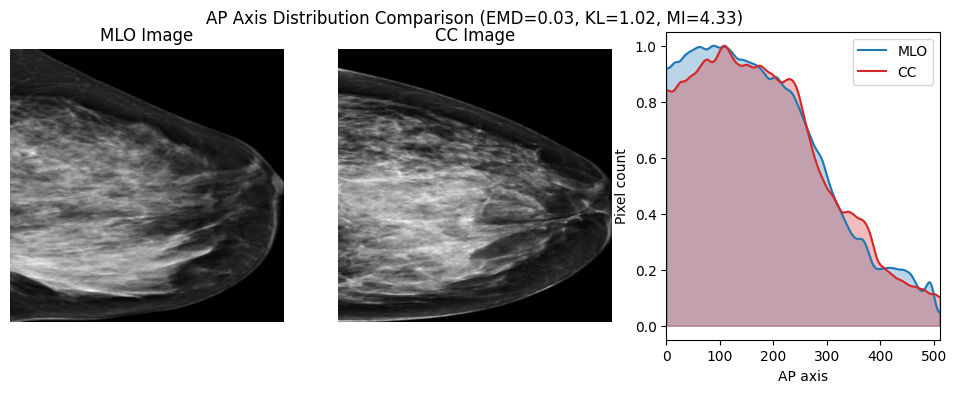 AP Axis Distribution Comparison (EMD=0.03, KL=1.02, MI=4.33)
MLO Image
CC Image
MLO
CC
Pixel count
1.0
0.8
0.6
0.4
0.2
0.0
0 100 200 300 400 500
AP axis